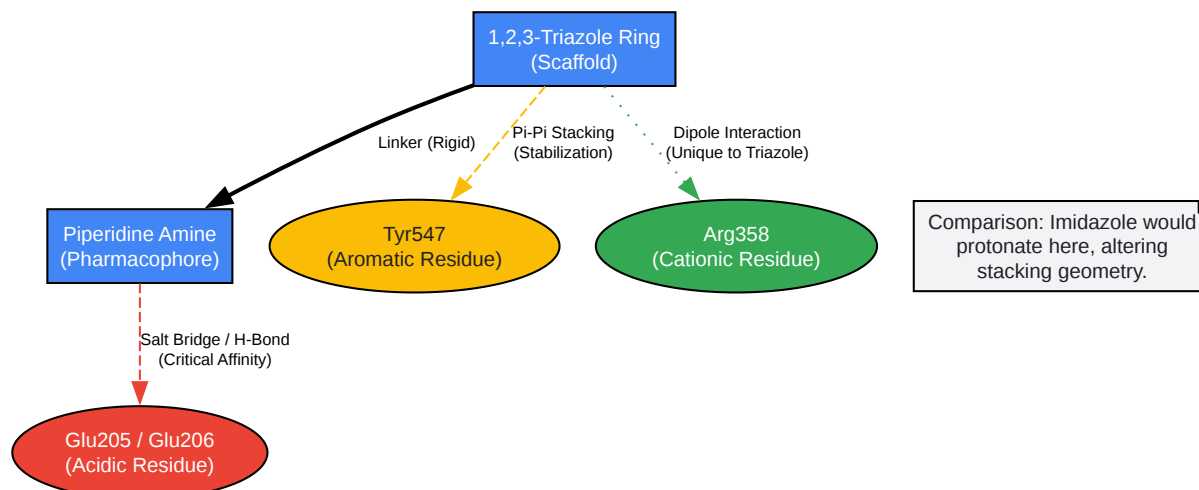 1,2,3-Triazole Ring
(Scaffold)
Linker (Rigid)
Pi-Pi Stacking
(Stabilization)
Dipole Interaction
(Unique to Triazole)
Piperidine Amine
(Pharmacophore)
Tyr547
(Aromatic Residue)
Arg358
(Cationic Residue)
Comparison: Imidazole would
protonate here, altering
stacking geometry.
Salt Bridge / H-Bond
(Critical Affinity)
Glu205 / Glu206
(Acidic Residue)